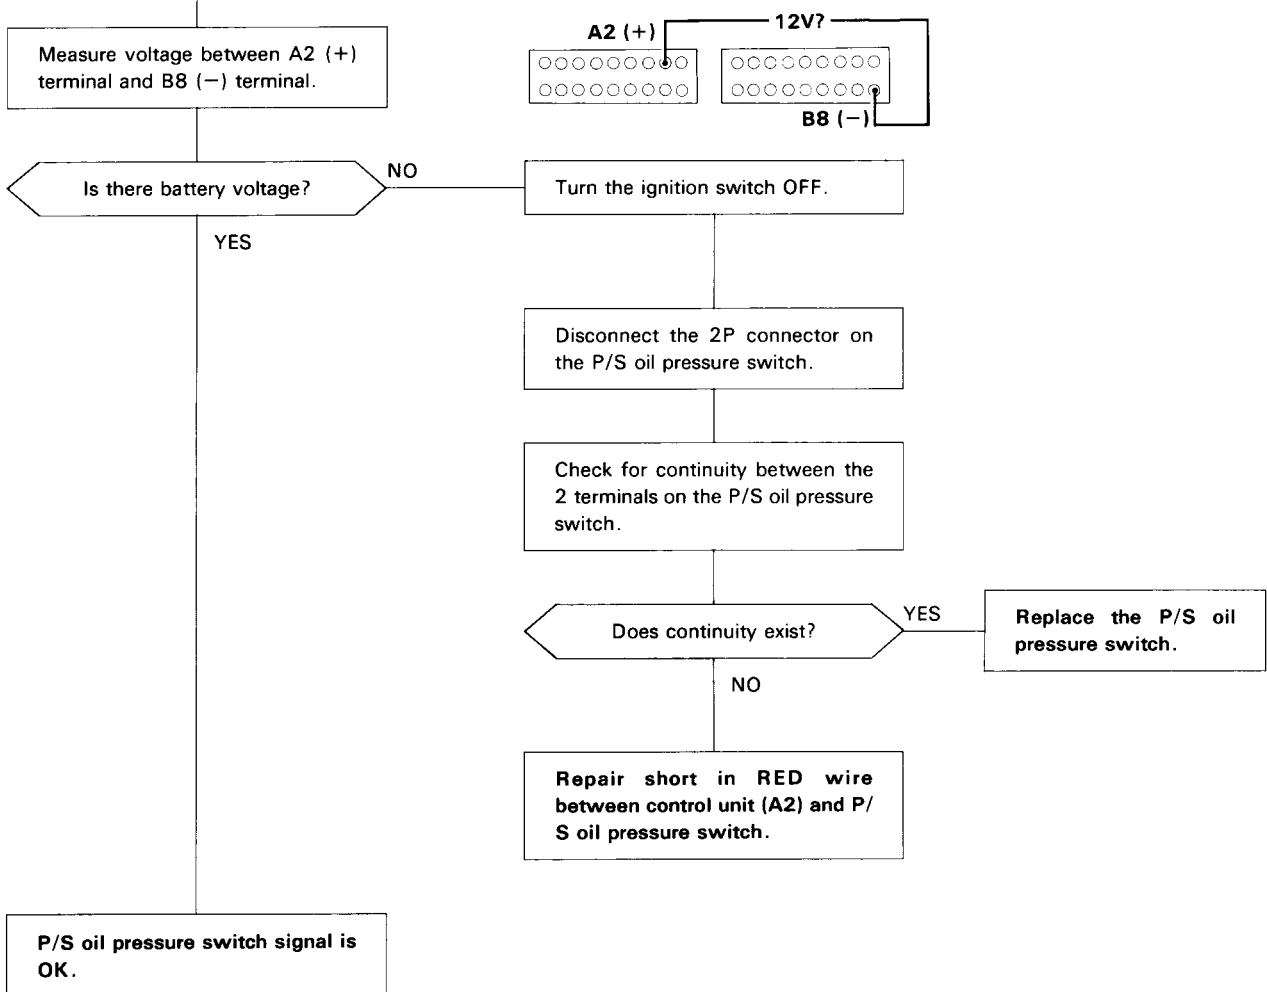 Measure voltage between A2 (+)
terminal and B8 (−) terminal.
A2 (+)
12V?
B8 (−)
Is there battery voltage?
NO
YES
Turn the ignition switch OFF.
Disconnect the 2P connector on
the P/S oil pressure switch.
Check for continuity between the
2 terminals on the P/S oil pressure
switch.
Does continuity exist?
YES
Replace the P/S oil
pressure switch.
NO
Repair short in RED wire
between control unit (A2) and P/
S oil pressure switch.
P/S oil pressure switch signal is
OK.